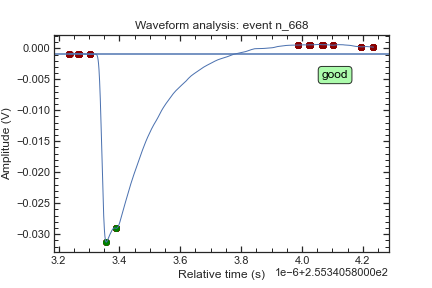 Waveform analysis: event n_668
Amplitude (V)
0.000
−0.005
−0.010
−0.015
−0.020
−0.025
−0.030
good
3.2 3.4 3.6 3.8 4.0 4.2
Relative time (s)
1e−6+2.5534058000e2